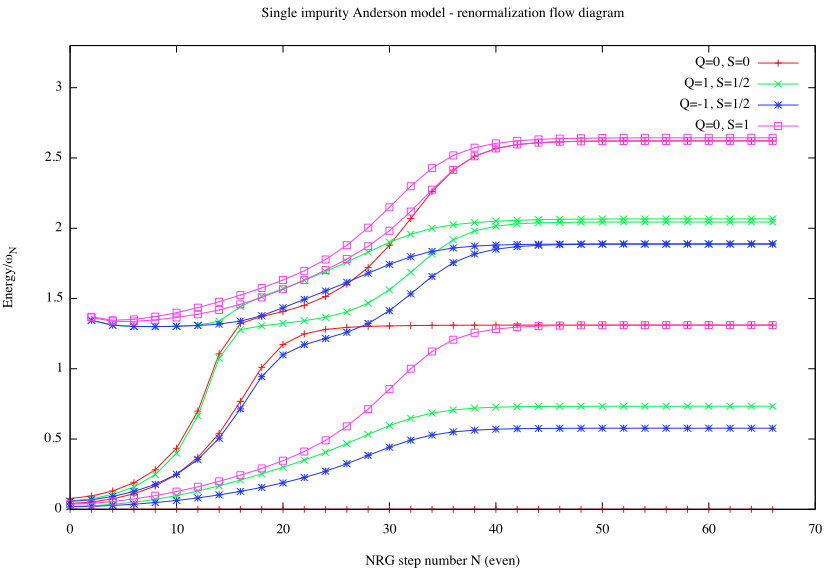 Single impurity Anderson model - renormalization flow diagram
Q=0, S=0
Q=1, S=1/2
Q=-1, S=1/2
Q=0, S=1
3
2.5
2
1.5
1
0.5
0
Energy/ω_N
0 10 20 30 40 50 60 70
NRG step number N (even)